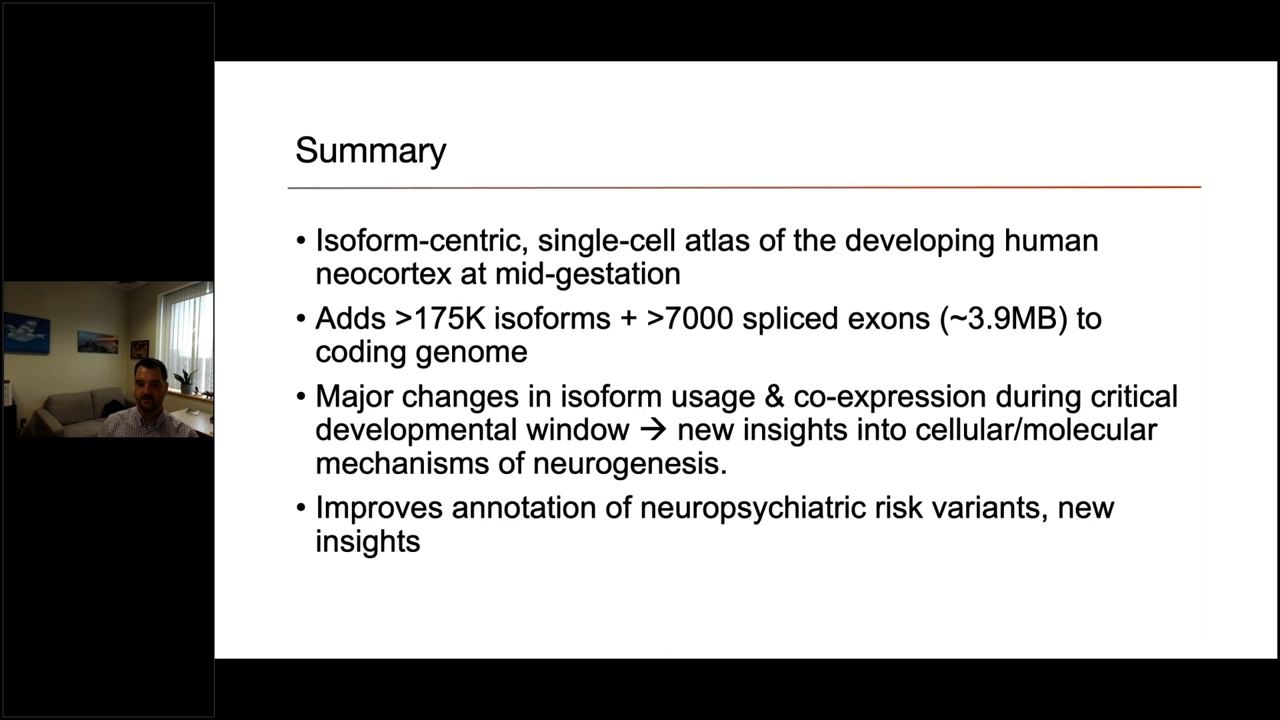 Summary
• Isoform-centric, single-cell atlas of the developing human
neocortex at mid-gestation
• Adds >175K isoforms + >7000 spliced exons (~3.9MB) to
coding genome
• Major changes in isoform usage & co-expression during critical
developmental window → new insights into cellular/molecular
mechanisms of neurogenesis.
• Improves annotation of neuropsychiatric risk variants, new
insights